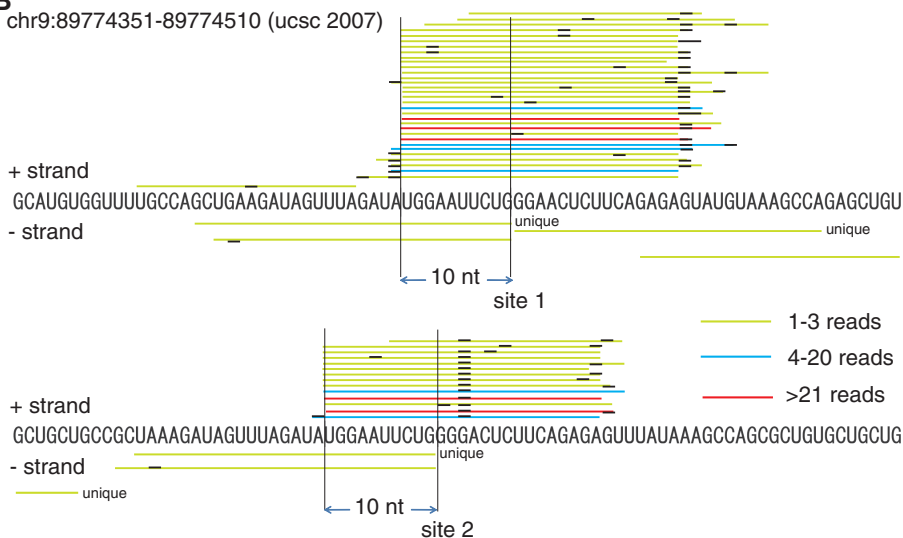 B
chr9:89774351-89774510 (ucsc 2007)
+ strand
GCAUGUGGUUUUGCCAGCUGAAGAUAGUUUAGAUAUGGAAUUCUGGGAACUCUUCAGAGAGUAUGUAAAGCCAGAGCUGU
- strand
unique
unique
10 nt
site 1
1-3 reads
4-20 reads
>21 reads
+ strand
GCUGCUGCCGCUAAAGAUAGUUUAGAUAUGGAAUUCUGGGGACUCUUCAGAGAGUUUAUAAAGCCAGCGCUGUGCUGCUG
- strand
unique
unique
10 nt
site 2